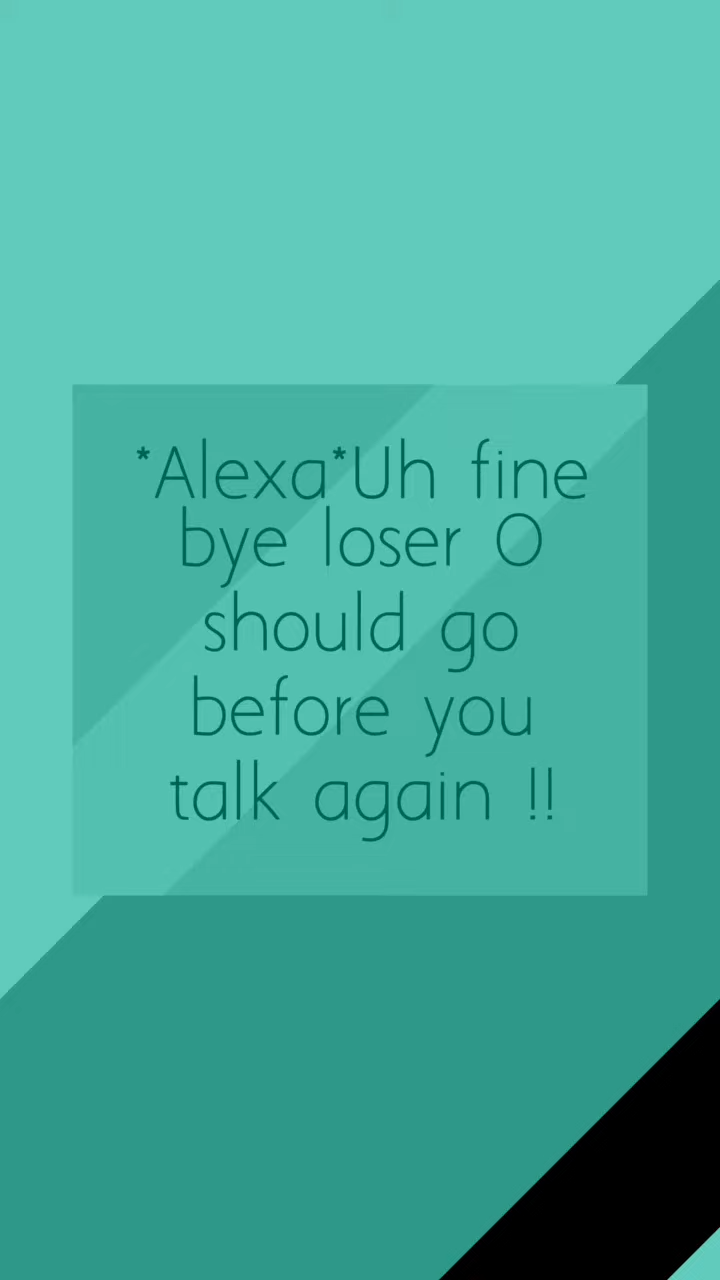 *Alexa*Uh fine
bye loser O
should go
before you
talk again !!